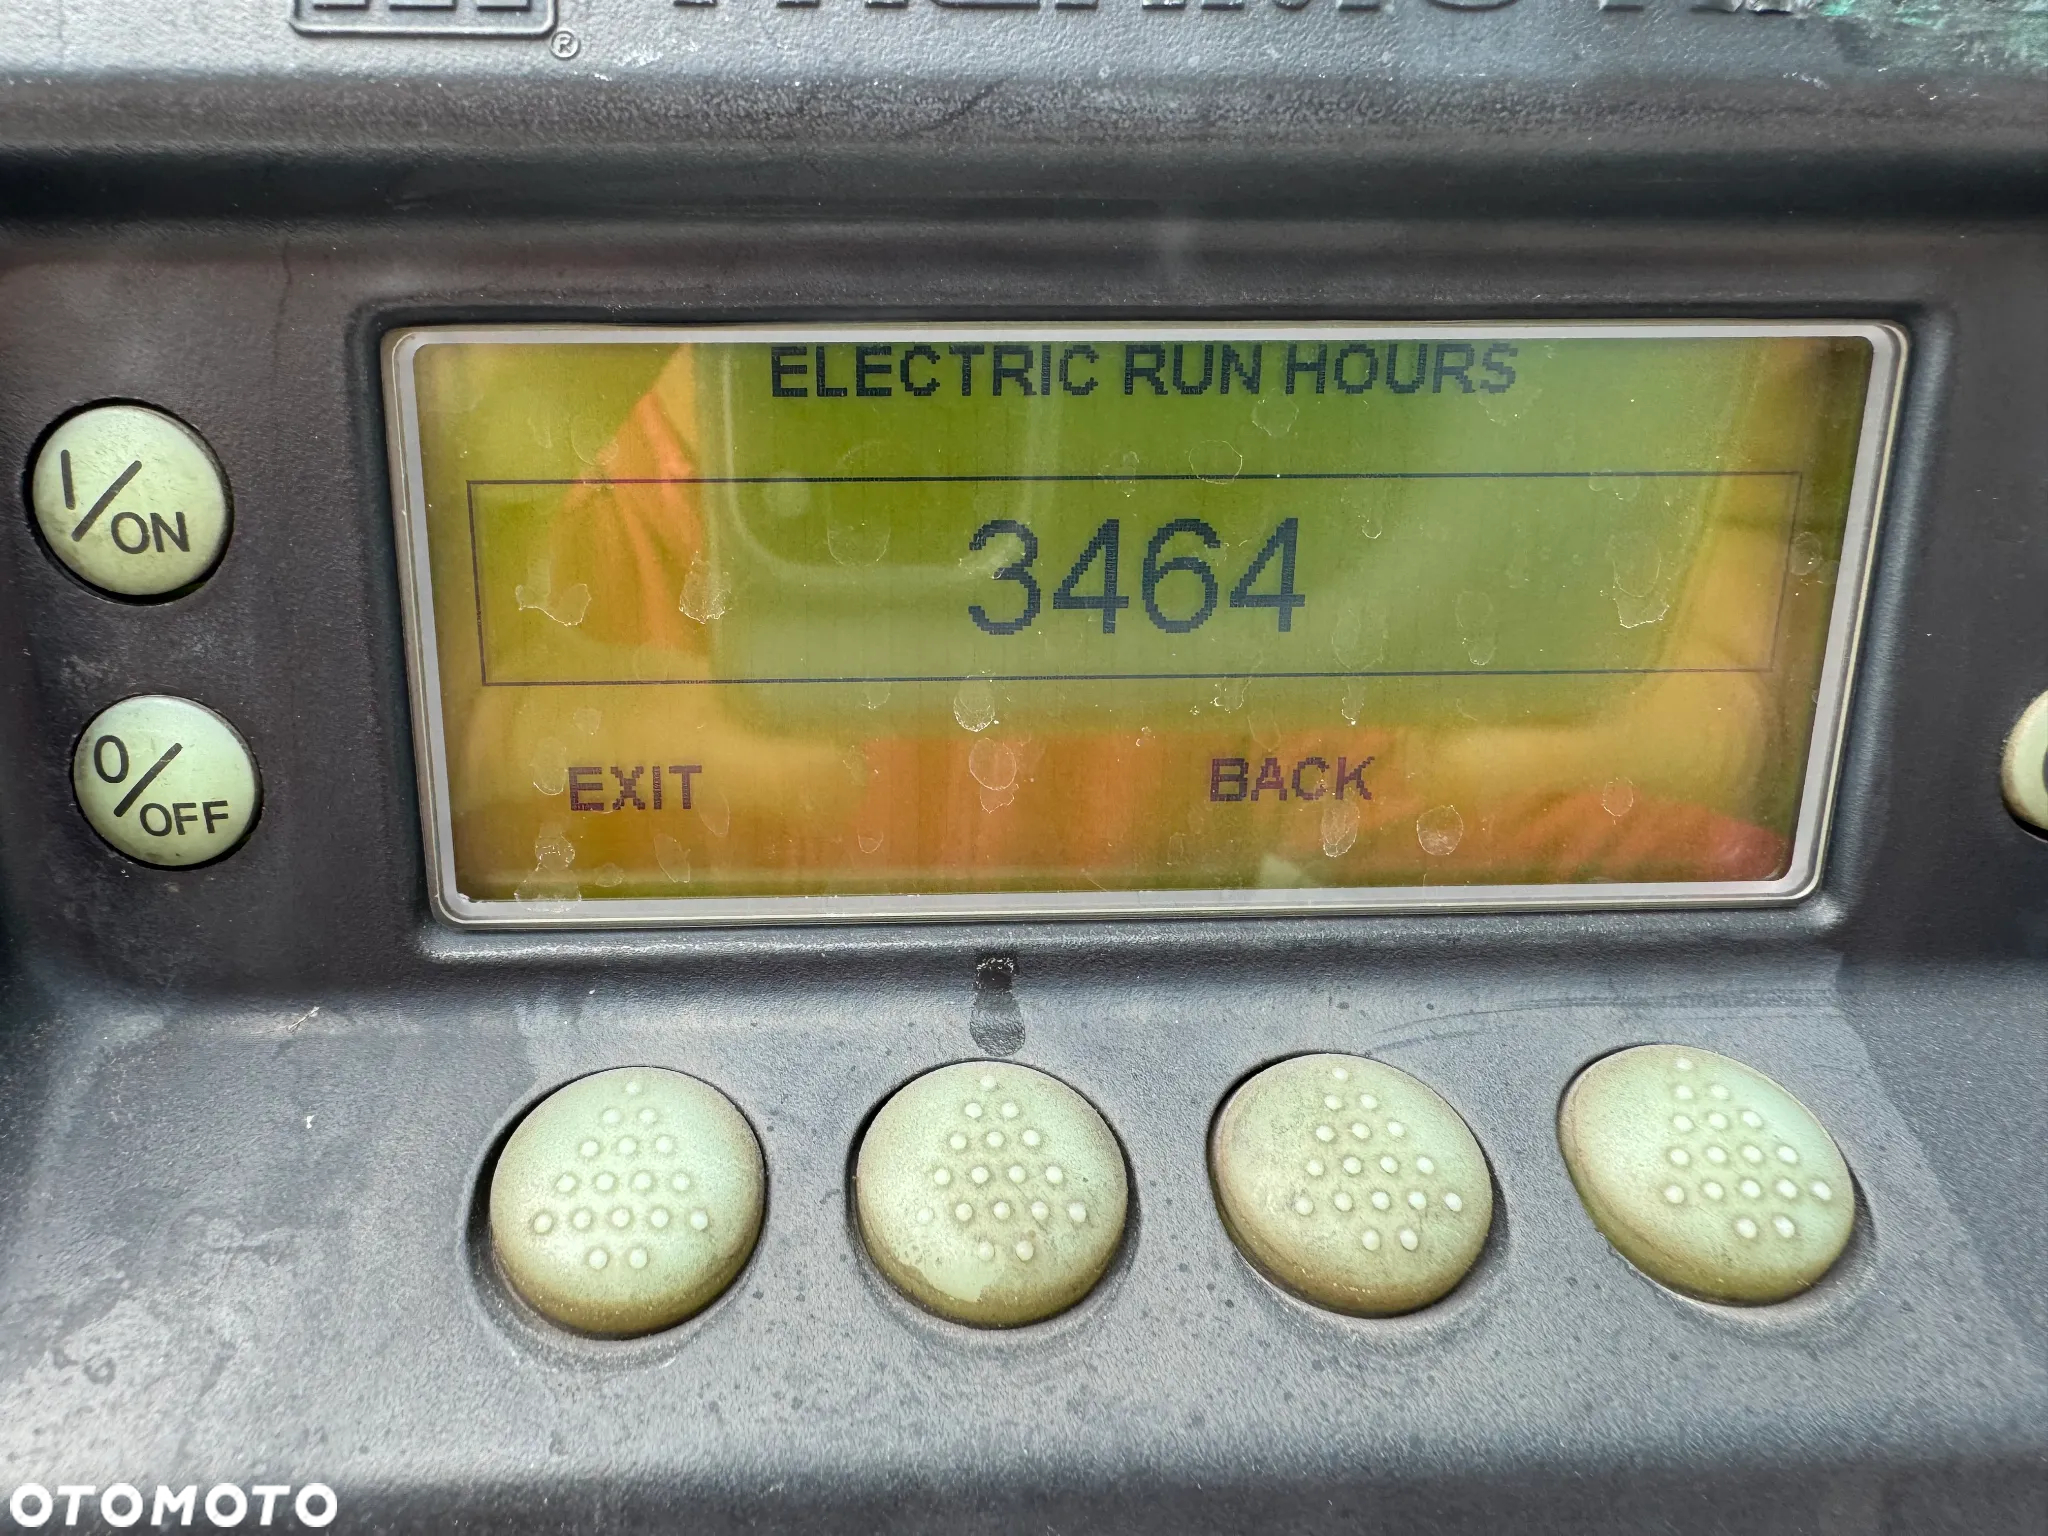 ®
ELECTRIC RUN HOURS
I/ON
3464
O/OFF
EXIT BACK
OTOMOTO